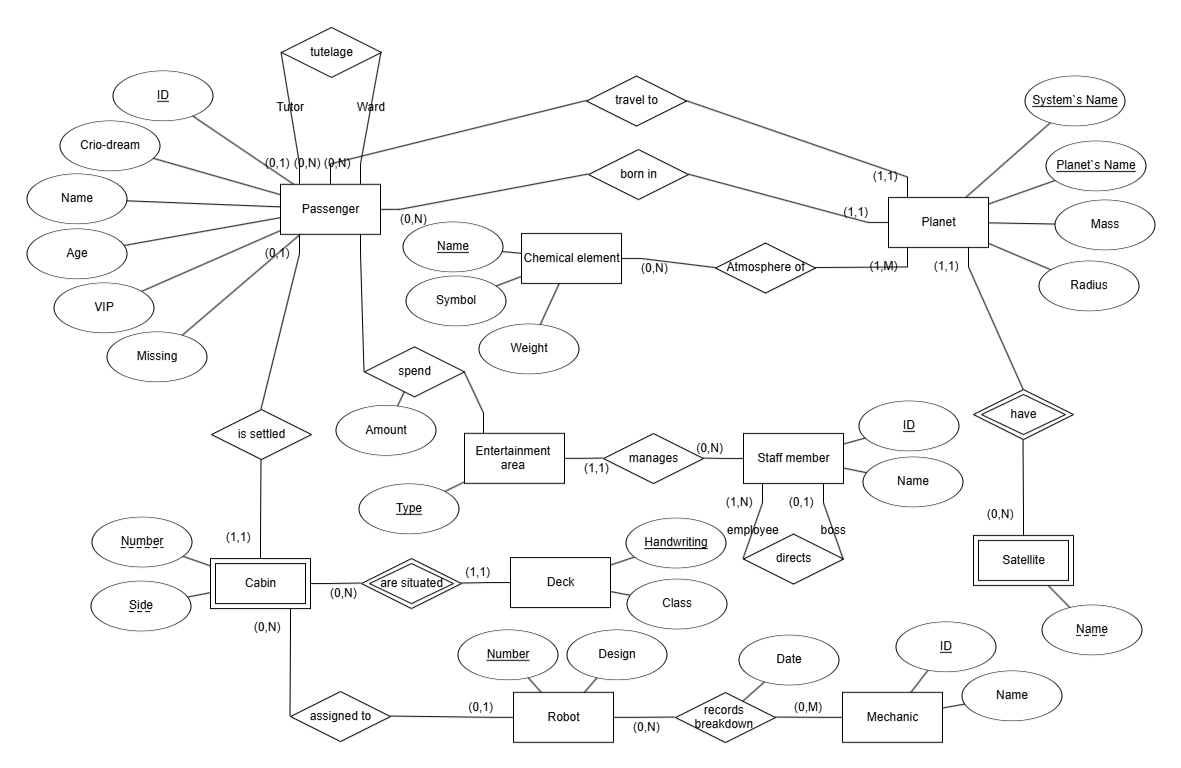 tutelage
Tutor
Ward
ID
travel to
System`s Name
Crio-dream
(0,1) (0,N) (0,N)
born in
(1,1)
Planet`s Name
Name
Passenger
(0,N)
(1,1)
Planet
Mass
Age
(0,1)
Name
Chemical element
(0,N)
Atmosphere of
(1,M)
(1,1)
Radius
VIP
Symbol
Missing
Weight
spend
is settled
Amount
have
ID
Entertainment
area
(1,1)
manages
(0,N)
Staff member
Name
Type
(1,N)
(0,1)
employee
boss
directs
(0,N)
(1,1)
Number
Handwriting
Cabin
are situated
(0,N)
(1,1)
Deck
Satellite
Side
Class
(0,N)
Name
Number
Design
Date
ID
Name
assigned to
(0,1)
Robot
(0,N)
records
breakdown
(0,M)
Mechanic